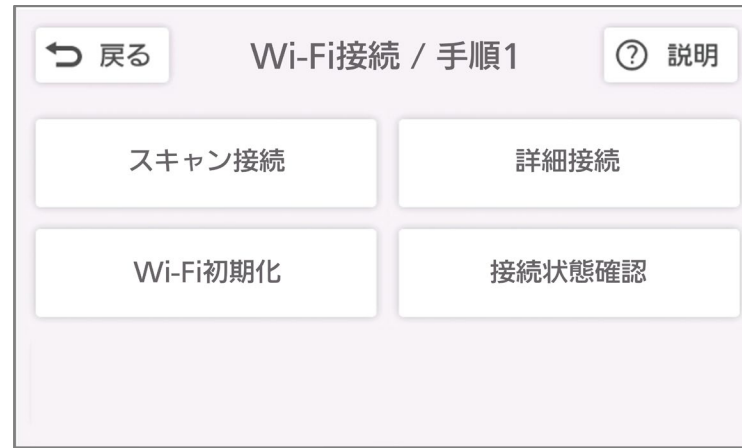 戻る
Wi-Fi接続 / 手順1
? 説明
スキャン接続
詳細接続
Wi-Fi初期化
接続状態確認